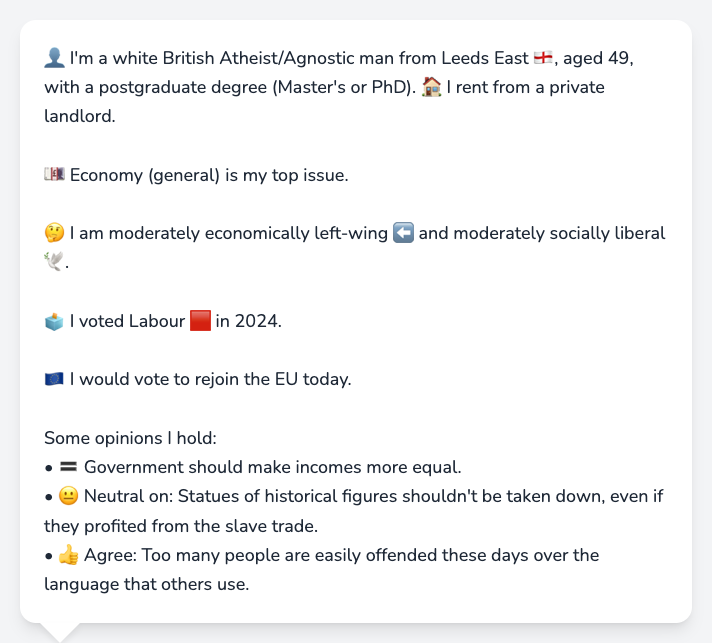 👤 I'm a white British Atheist/Agnostic man from Leeds East 🏴󠁧󠁢󠁥󠁮󠁧󠁿, aged 49,
with a postgraduate degree (Master's or PhD). 🏠 I rent from a private
landlord.
💷 Economy (general) is my top issue.
🤔 I am moderately economically left-wing ⬅️ and moderately socially liberal
🕊️.
🗳️ I voted Labour 🟥 in 2024.
🇪🇺 I would vote to rejoin the EU today.
Some opinions I hold:
• 🟰 Government should make incomes more equal.
• 😐 Neutral on: Statues of historical figures shouldn't be taken down, even if
they profited from the slave trade.
• 👍 Agree: Too many people are easily offended these days over the
language that others use.